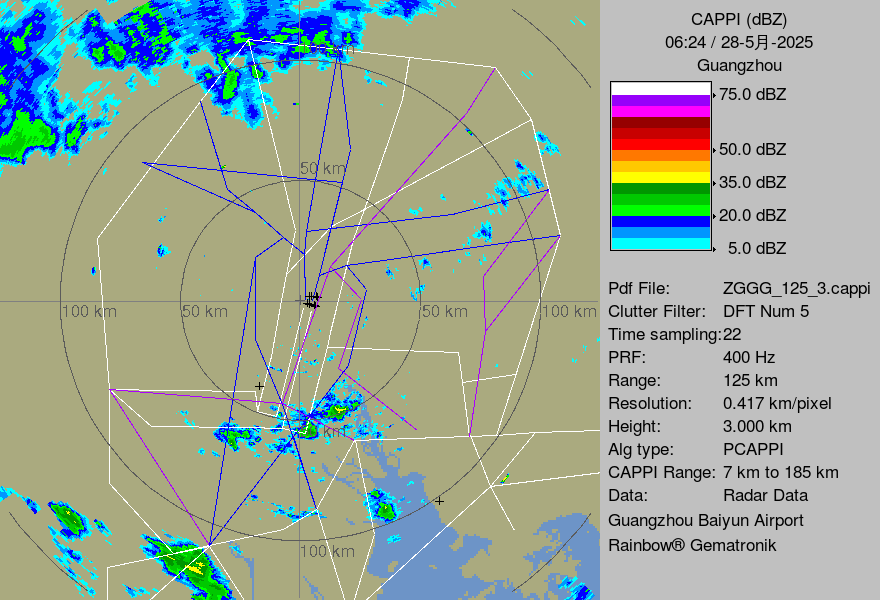 CAPPI (dBZ)
06:24 / 28-5月-2025
Guangzhou
75.0 dBZ
50.0 dBZ
35.0 dBZ
20.0 dBZ
5.0 dBZ
Pdf File: ZGGG_125_3.cappi
Clutter Filter: DFT Num 5
Time sampling:22
PRF: 400 Hz
Range: 125 km
Resolution: 0.417 km/pixel
Height: 3.000 km
Alg type: PCAPPI
CAPPI Range: 7 km to 185 km
Data: Radar Data
Guangzhou Baiyun Airport
Rainbow® Gematronik
50 km
100 km
50 km
50 km
100 km
km
100 km